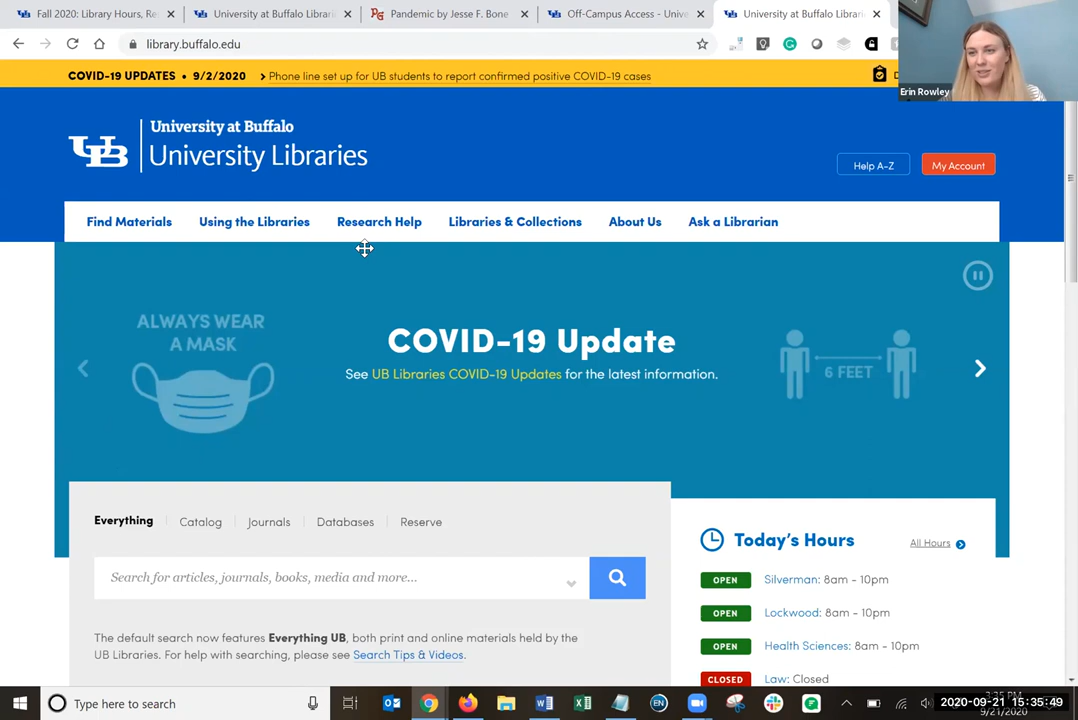 Fall 2020: Library Hours, Re
University at Buffalo Librari
Pandemic by Jesse F. Bone
Off-Campus Access - Unive
University at Buffalo Librari
library.buffalo.edu
COVID-19 UPDATES • 9/2/2020
Phone line set up for UB students to report confirmed positive COVID-19 cases
Erin Rowley
University at Buffalo
University Libraries
Help A-Z
My Account
Find Materials
Using the Libraries
Research Help
Libraries & Collections
About Us
Ask a Librarian
ALWAYS WEAR
A MASK
COVID-19 Update
See UB Libraries COVID-19 Updates for the latest information.
6 FEET
Everything
Catalog
Journals
Databases
Reserve
Search for articles, journals, books, media and more...
The default search now features Everything UB, both print and online materials held by the
UB Libraries. For help with searching, please see Search Tips & Videos.
Today's Hours
All Hours
OPEN Silverman: 8am - 10pm
OPEN Lockwood: 8am - 10pm
OPEN Health Sciences: 8am - 10pm
CLOSED Law: Closed
Type here to search
2020-09-21 15:35:49
9/21/2020